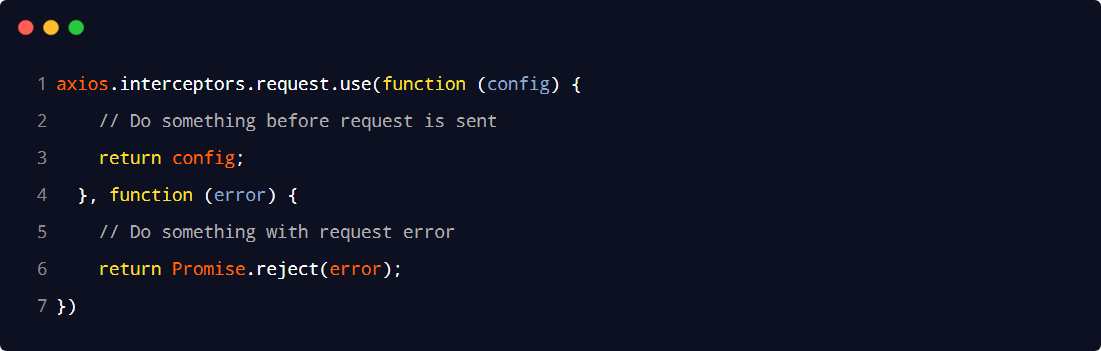 1 axios.interceptors.request.use(function (config) {
2     // Do something before request is sent
3     return config;
4   }, function (error) {
5     // Do something with request error
6     return Promise.reject(error);
7 })